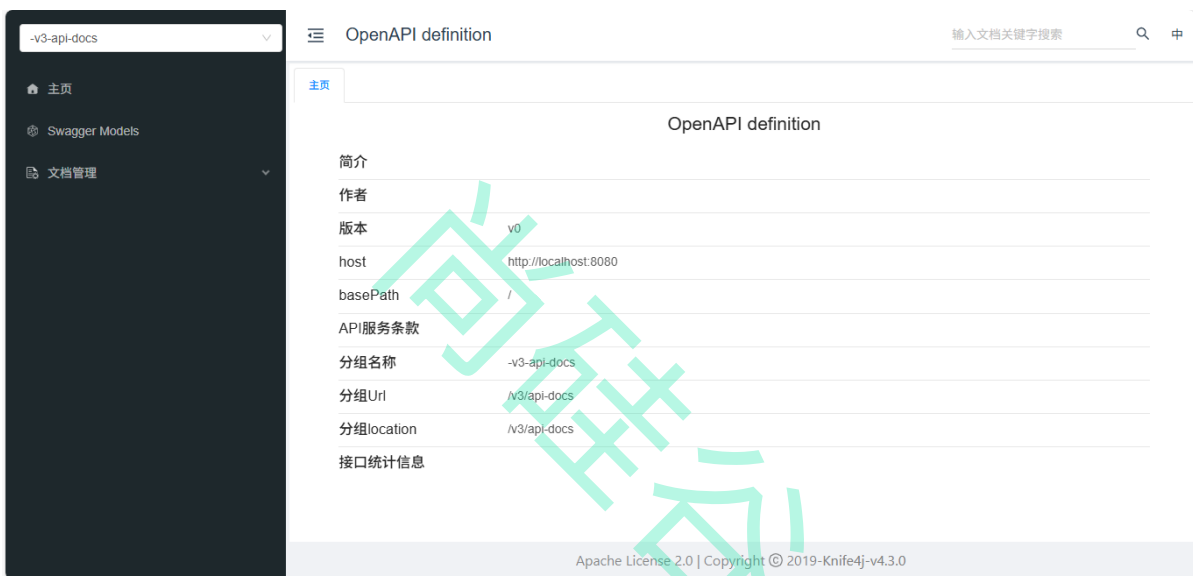 -v3-api-docs
OpenAPI definition
输入文档关键字搜索
中
主页
Swagger Models
文档管理
主页
OpenAPI definition
简介
作者
版本 v0
host http://localhost:8080
basePath /
API服务条款
分组名称 -v3-api-docs
分组Url /v3/api-docs
分组location /v3/api-docs
接口统计信息
Apache License 2.0 | Copyright © 2019-Knife4j-v4.3.0
尚硅谷